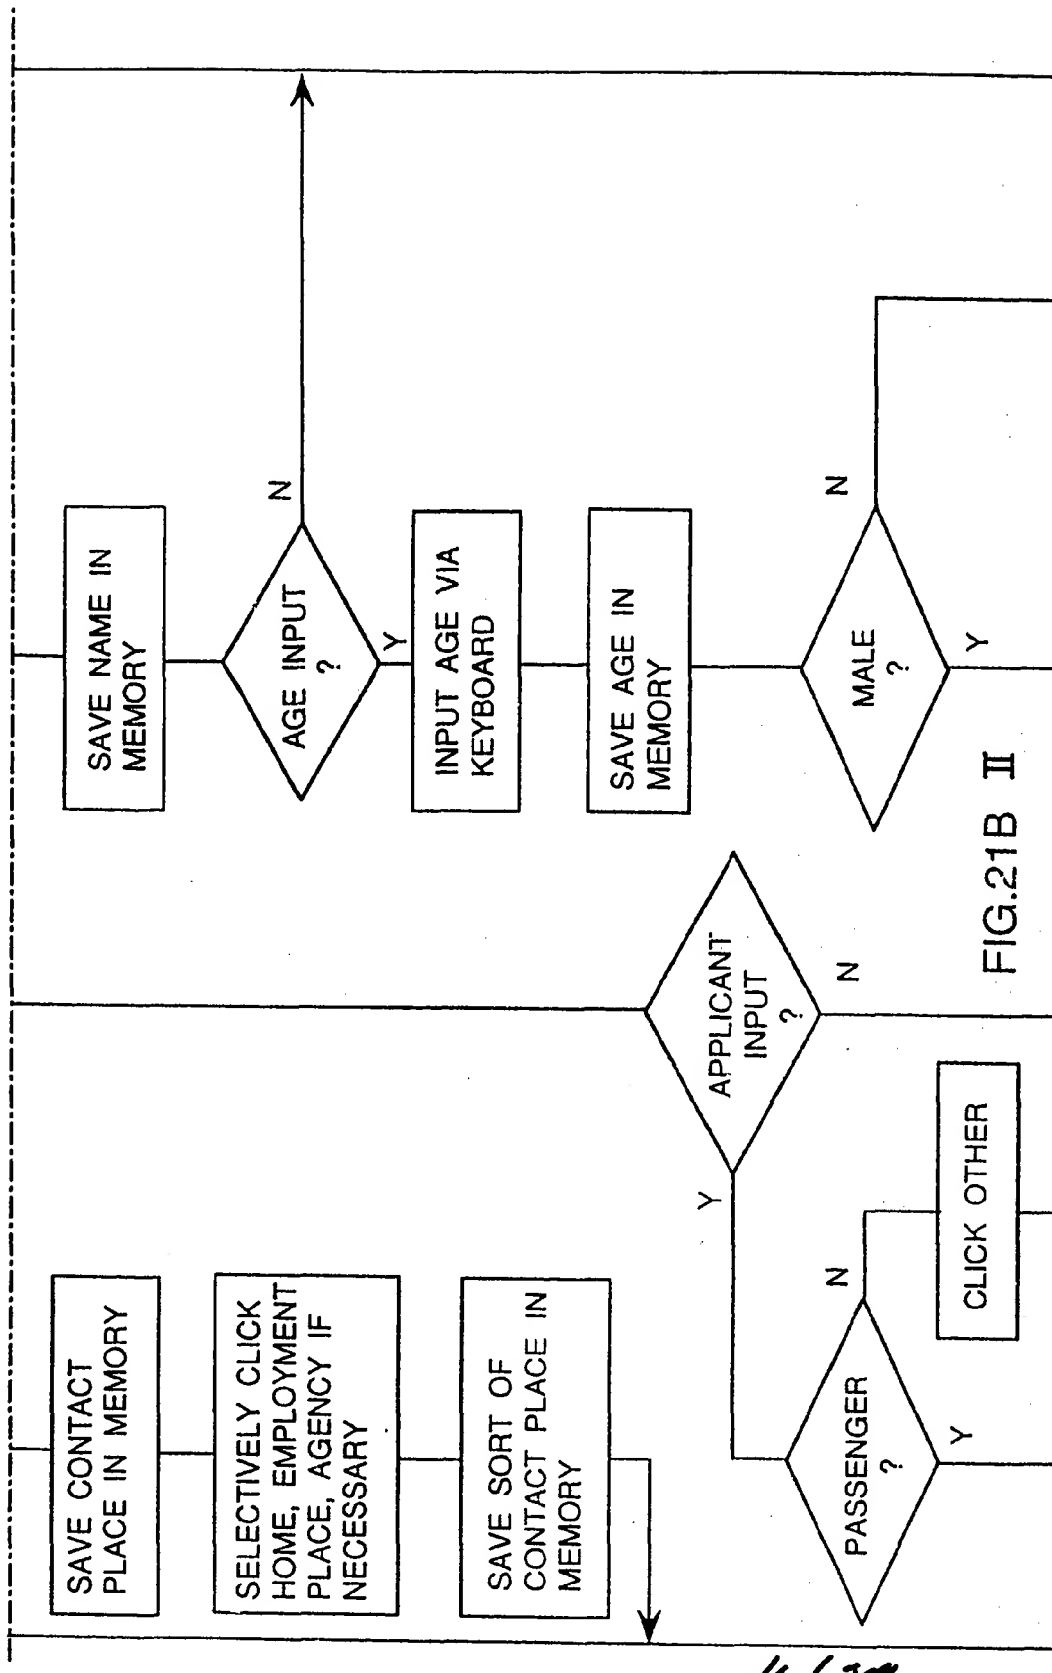 SAVE CONTACT
PLACE IN MEMORY
SELECTIVELY CLICK
HOME, EMPLOYMENT
PLACE, AGENCY IF
NECESSARY
SAVE SORT OF
CONTACT PLACE IN
MEMORY
APPLICANT
INPUT
?
Y
N
PASSENGER
?
N
Y
CLICK OTHER
SAVE NAME IN
MEMORY
AGE INPUT
?
N
Y
INPUT AGE VIA
KEYBOARD
SAVE AGE IN
MEMORY
MALE
?
N
Y
FIG.21B II